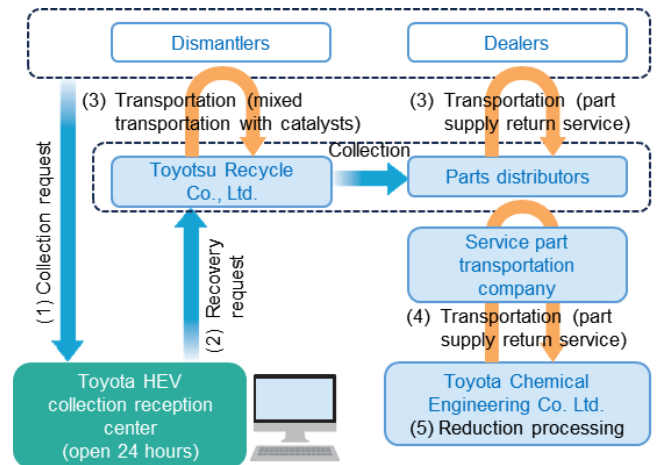 Dismantlers
Dealers
(3) Transportation (mixed
transportation with catalysts)
(3) Transportation (part
supply return service)
Collection
Toyotsu Recycle
Co., Ltd.
Parts distributors
(1) Collection request
(2) Recovery
request
Service part
transportation
company
(4) Transportation (part
supply return service)
Toyota HEV
collection reception
center
(open 24 hours)
Toyota Chemical
Engineering Co. Ltd.
(5) Reduction processing